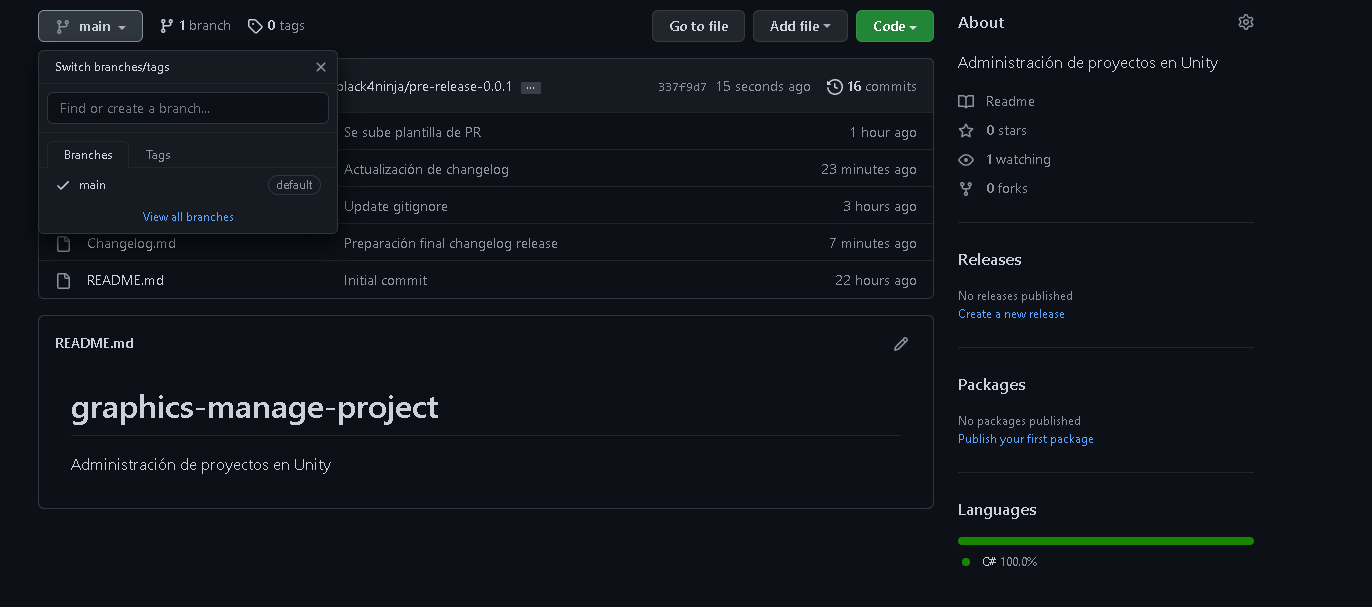 main
1 branch
0 tags
Go to file
Add file
Code
Switch branches/tags
Find or create a branch...
Branches
Tags
main
default
View all branches
black4ninja/pre-release-0.0.1
337f9d7
15 seconds ago
16 commits
Se sube plantilla de PR
1 hour ago
Actualización de changelog
23 minutes ago
Update gitignore
3 hours ago
Changelog.md
Preparación final changelog release
7 minutes ago
README.md
Initial commit
22 hours ago
README.md
graphics-manage-project
Administración de proyectos en Unity
About
Administración de proyectos en Unity
Readme
0 stars
1 watching
0 forks
Releases
No releases published
Create a new release
Packages
No packages published
Publish your first package
Languages
C# 100.0%